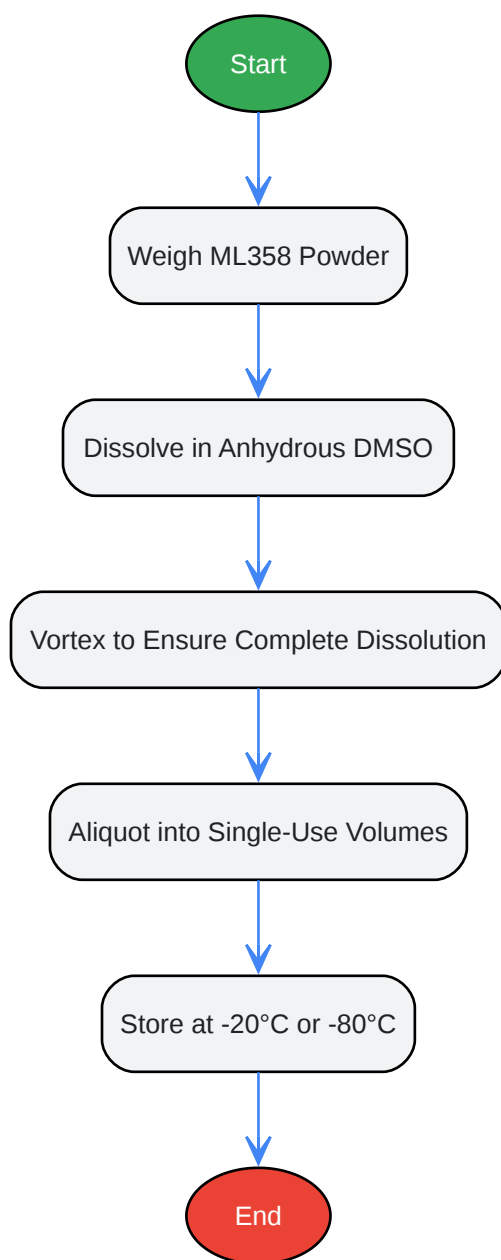 Start
Weigh ML358 Powder
Dissolve in Anhydrous DMSO
Vortex to Ensure Complete Dissolution
Aliquot into Single-Use Volumes
Store at -20°C or -80°C
End